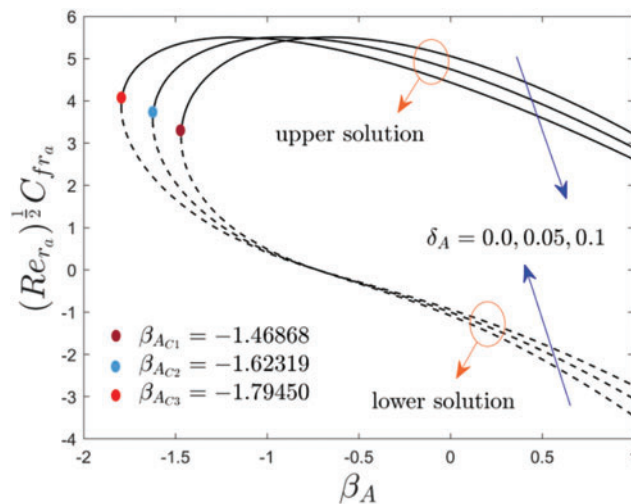 6
5
4
3
2
1
0
-1
-2
-3
-4
-2
-1.5
-1
-0.5
0
0.5
1
(Re_{r_a})^{\frac{1}{2}} C_{fr_a}
β_A
upper solution
δ_A = 0.0, 0.05, 0.1
β_{A_{C1}} = −1.46868
β_{A_{C2}} = −1.62319
β_{A_{C3}} = −1.79450
lower solution